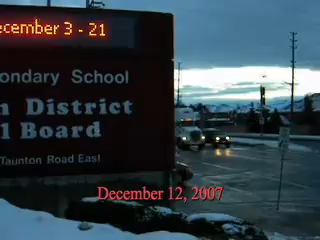 ecember 3 - 21
ondary School
n District
l Board
Taunton Road East
December 12, 2007